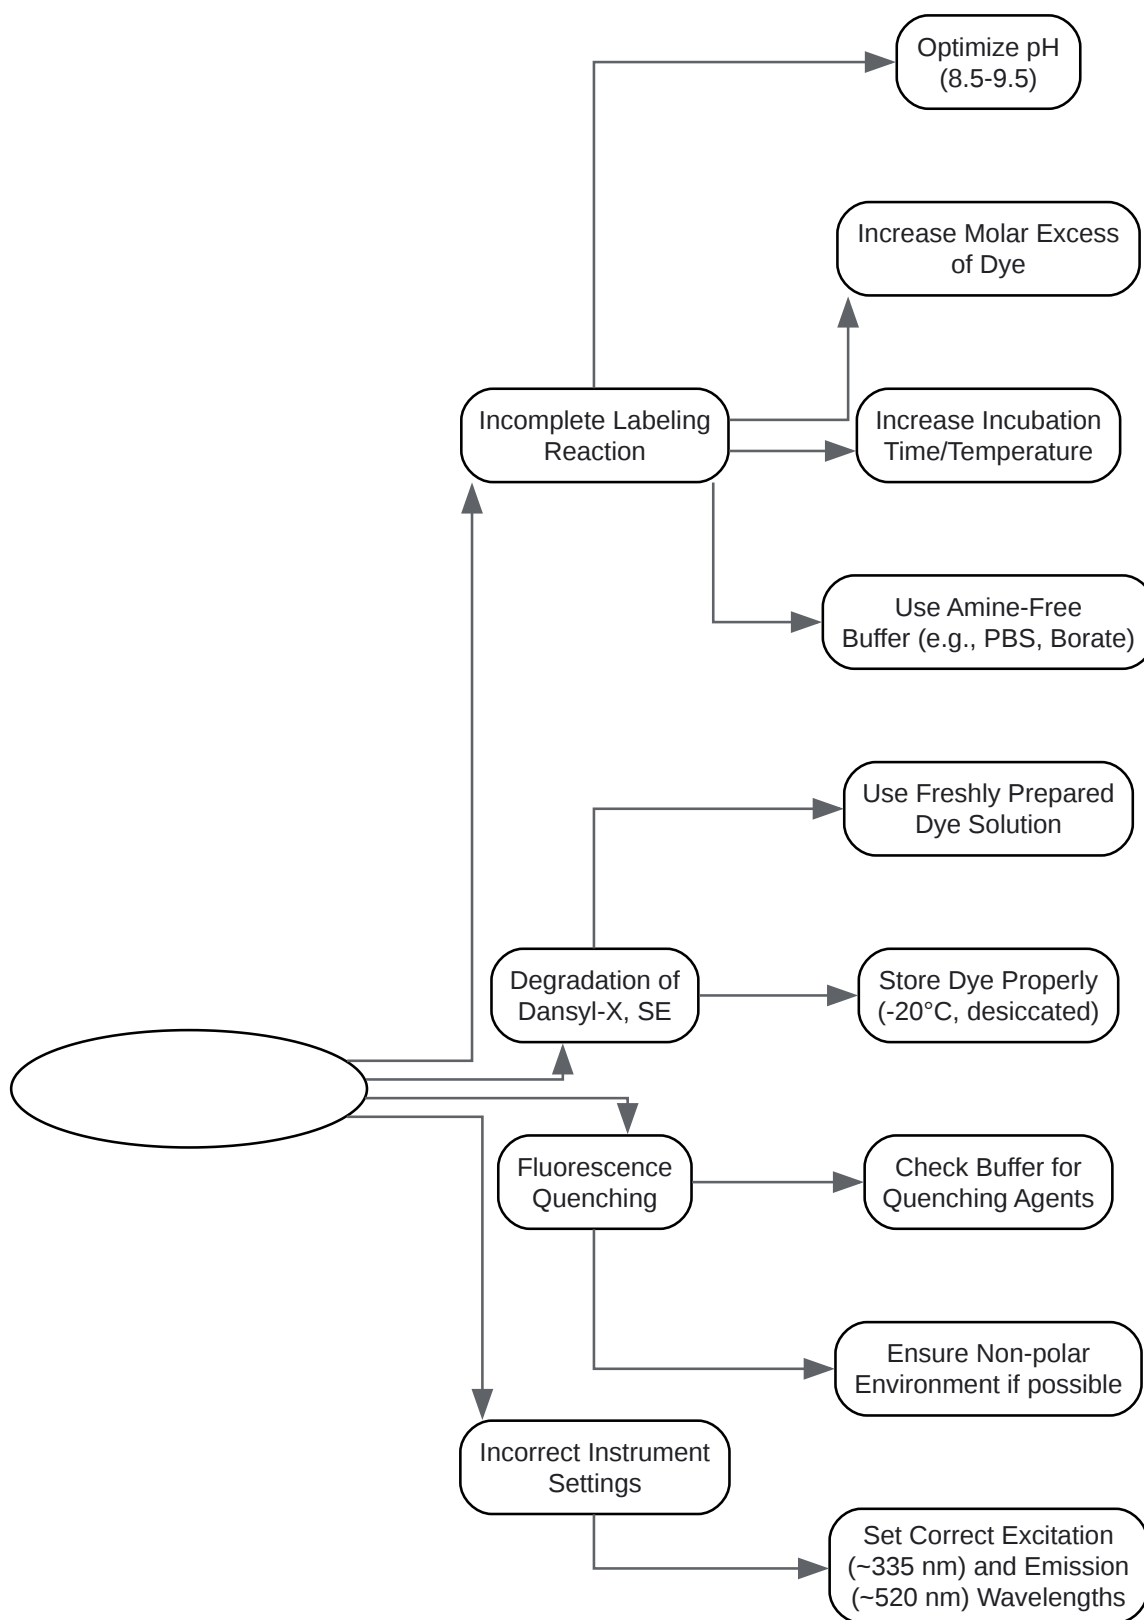 Optimize pH
(8.5-9.5)
Increase Molar Excess
of Dye
Incomplete Labeling
Reaction
Increase Incubation
Time/Temperature
Use Amine-Free
Buffer (e.g., PBS, Borate)
Use Freshly Prepared
Dye Solution
Degradation of
Dansyl-X, SE
Store Dye Properly
(-20°C, desiccated)
Fluorescence
Quenching
Check Buffer for
Quenching Agents
Ensure Non-polar
Environment if possible
Incorrect Instrument
Settings
Set Correct Excitation
(~335 nm) and Emission
(~520 nm) Wavelengths